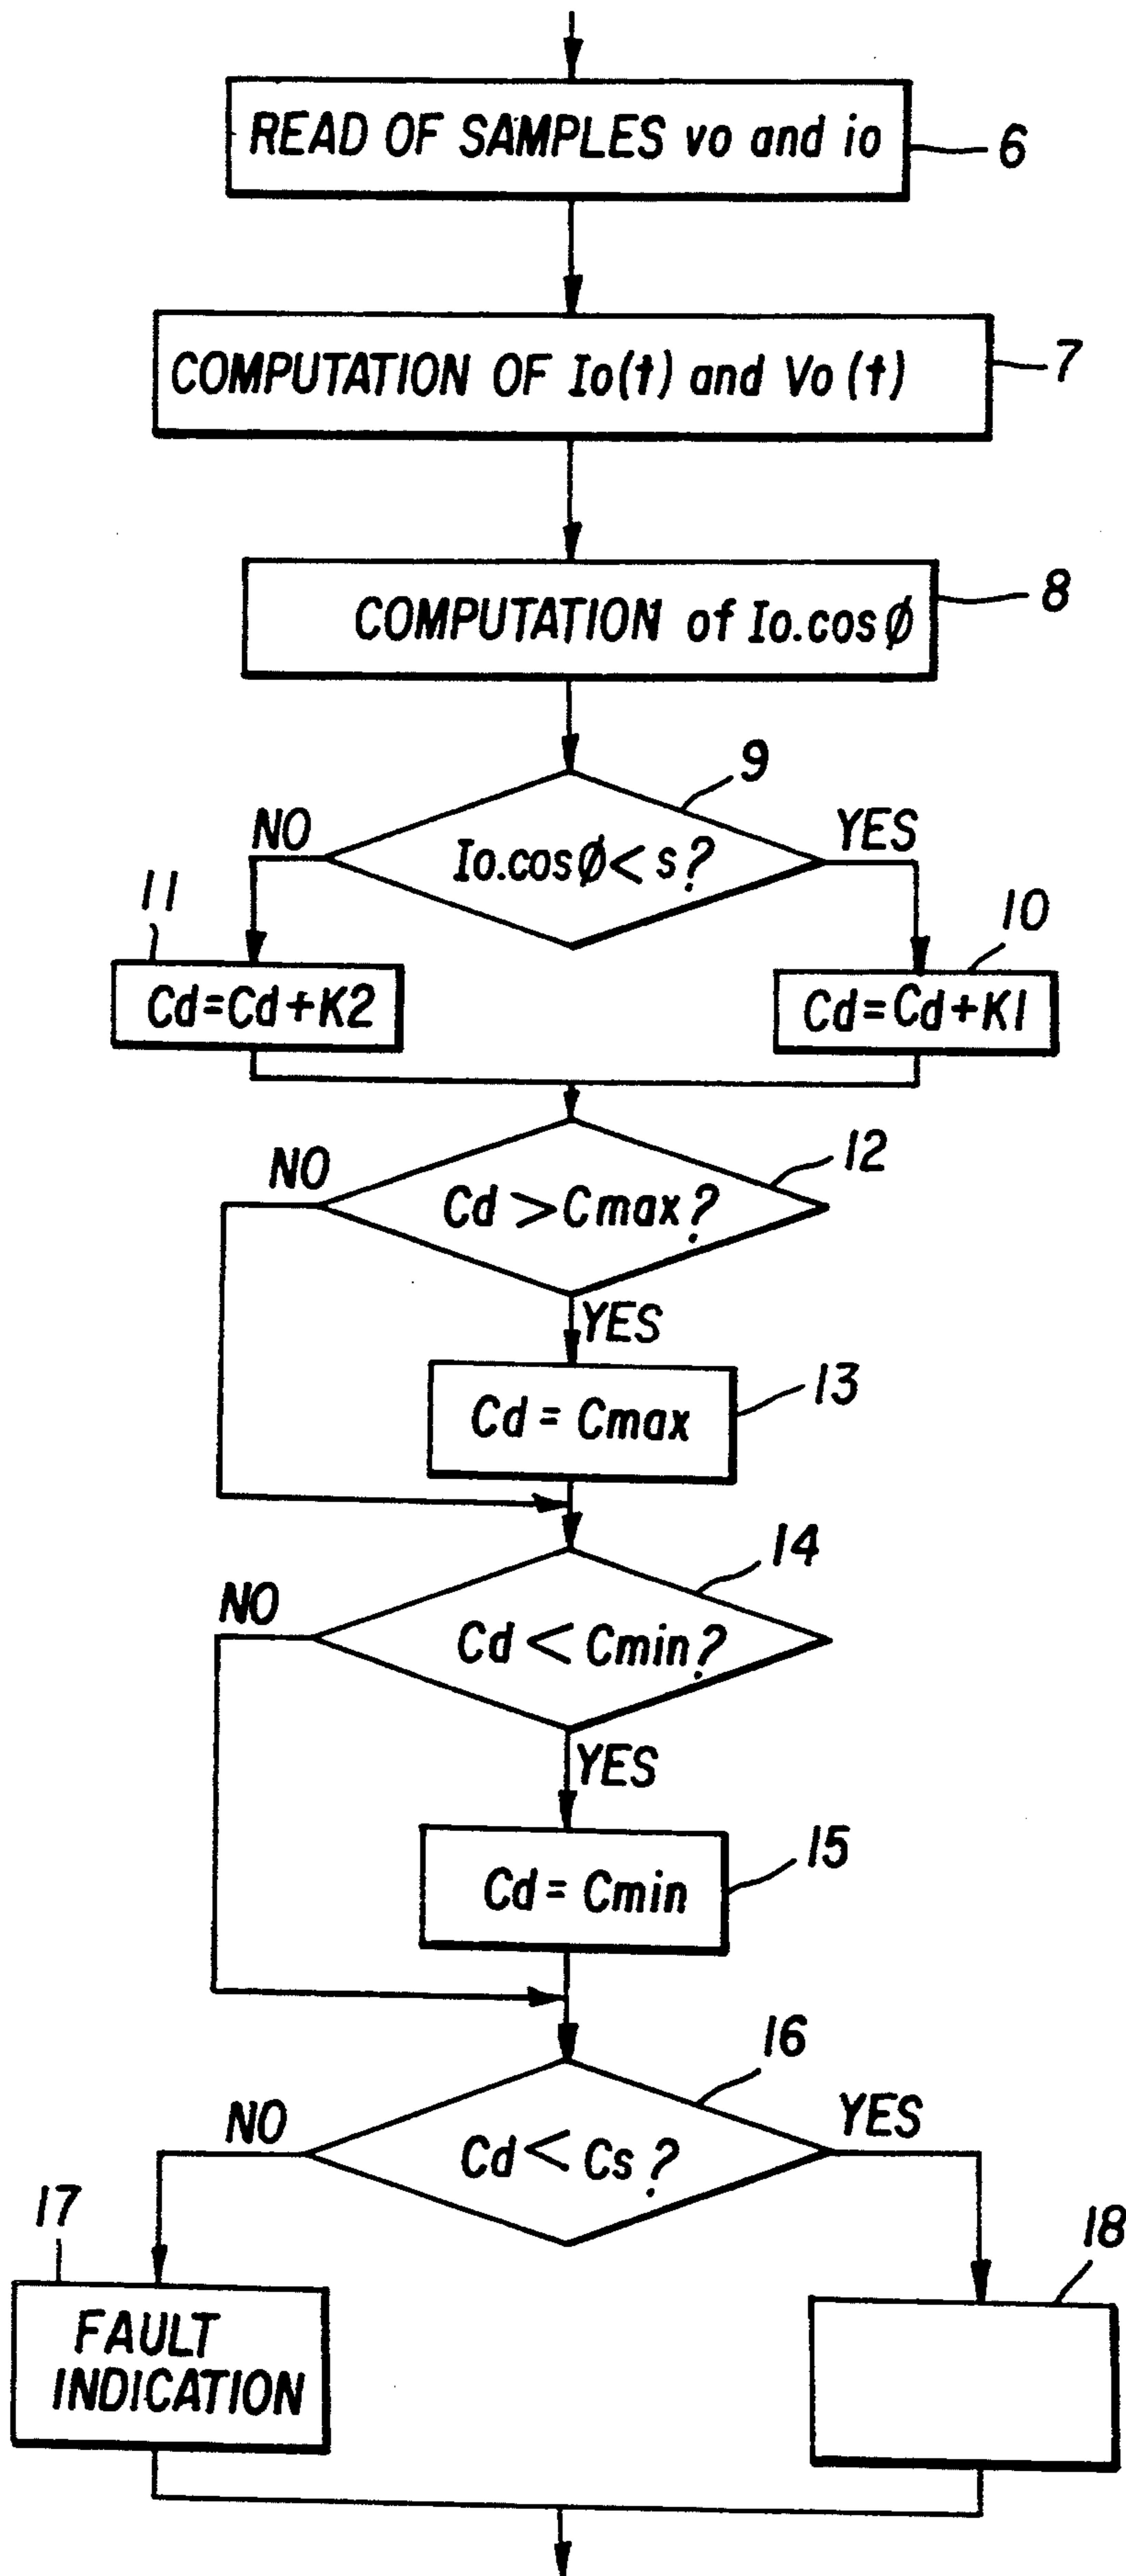 READ OF SAMPLES vo and io
6
COMPUTATION OF Io(t) and Vo (t)
7
COMPUTATION of Io.cosø
8
9
NO
Io.cosø < s?
YES
11
10
Cd=Cd+K2
Cd=Cd+K1
12
NO
Cd > Cmax?
YES
13
Cd = Cmax
14
NO
Cd < Cmin?
YES
15
Cd = Cmin
16
NO
Cd < Cs?
YES
17
18
FAULT
INDICATION